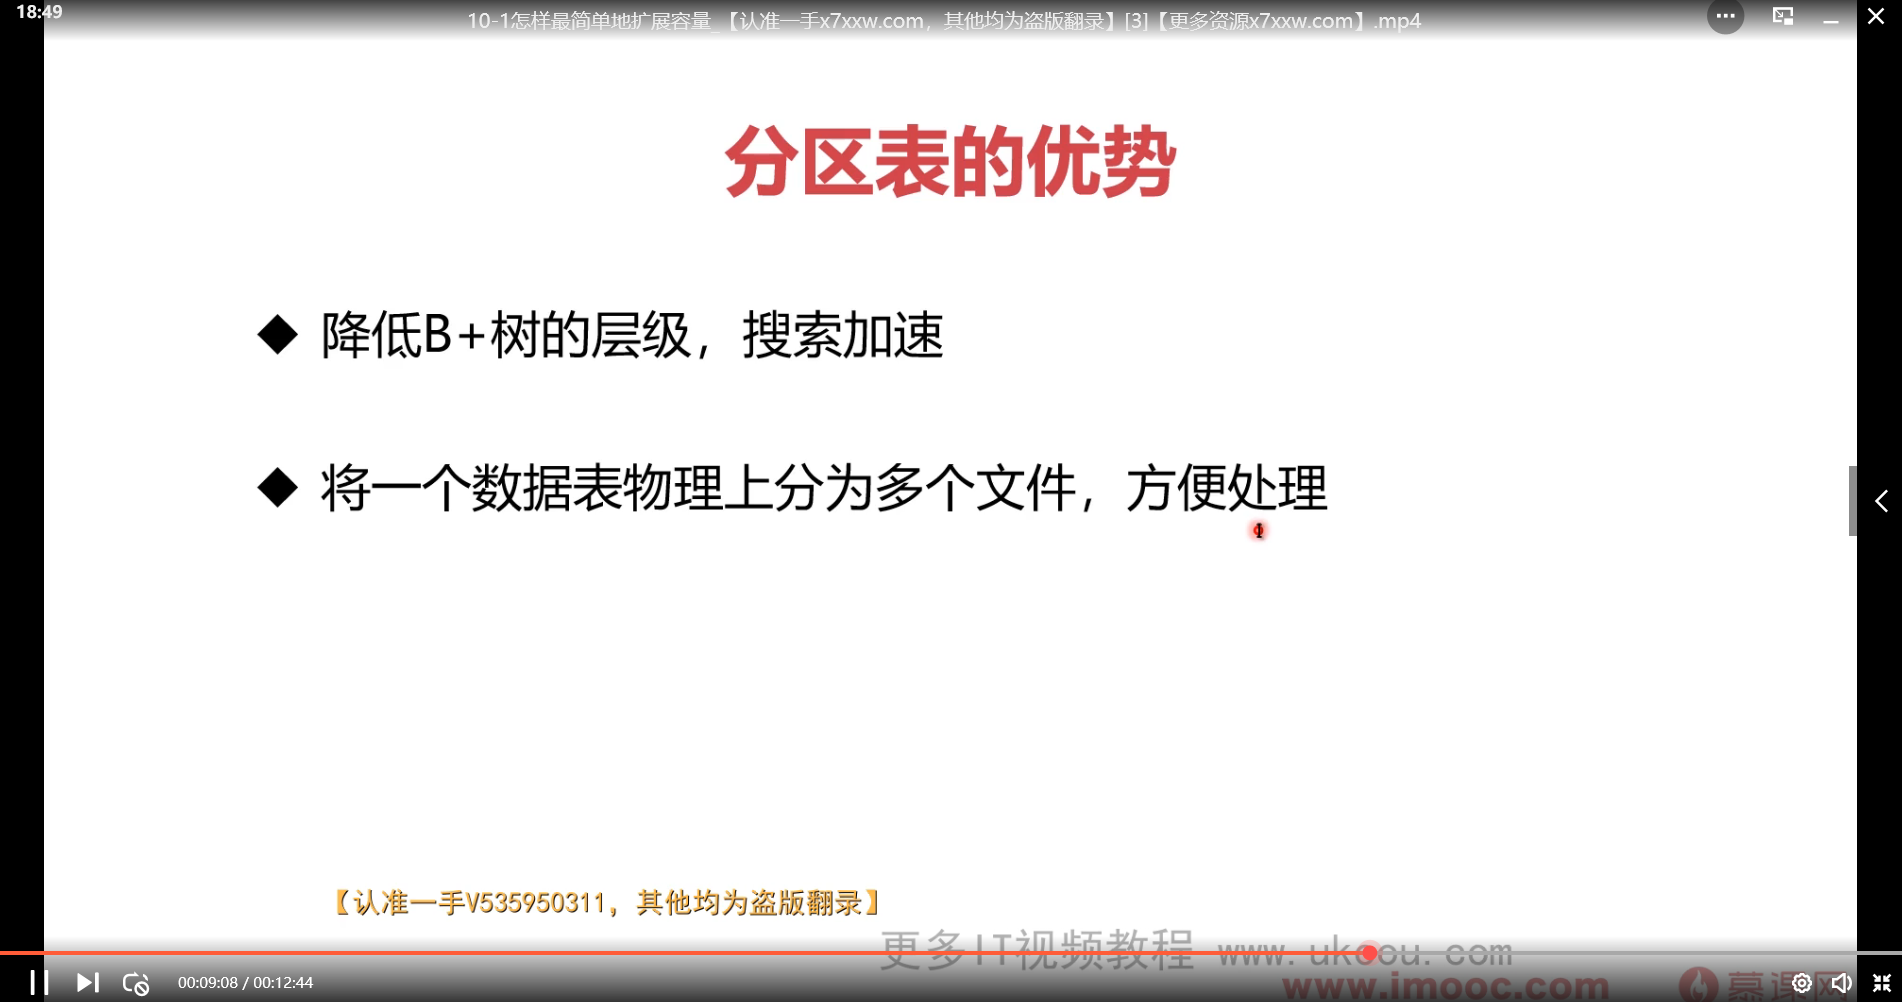 18:49
10-1怎样最简单地扩展容量_【认准一手x7xxw.com，其他均为盗版翻录】[3]【更多资源x7xxw.com】.mp4
分区表的优势
◆ 降低B+树的层级，搜索加速
◆ 将一个数据表物理上分为多个文件，方便处理
【认准一手V535950311，其他均为盗版翻录】
更多IT视频教程 www.
.com
www.imooc.com 慕课网
00:09:08 / 00:12:44